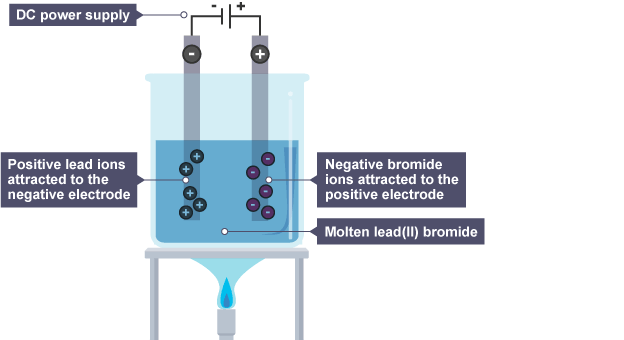 DC power supply
- +
- +
Positive lead ions
attracted to the
negative electrode
Negative bromide
ions attracted to the
positive electrode
+ + + + +
- - - - -
Molten lead(II) bromide